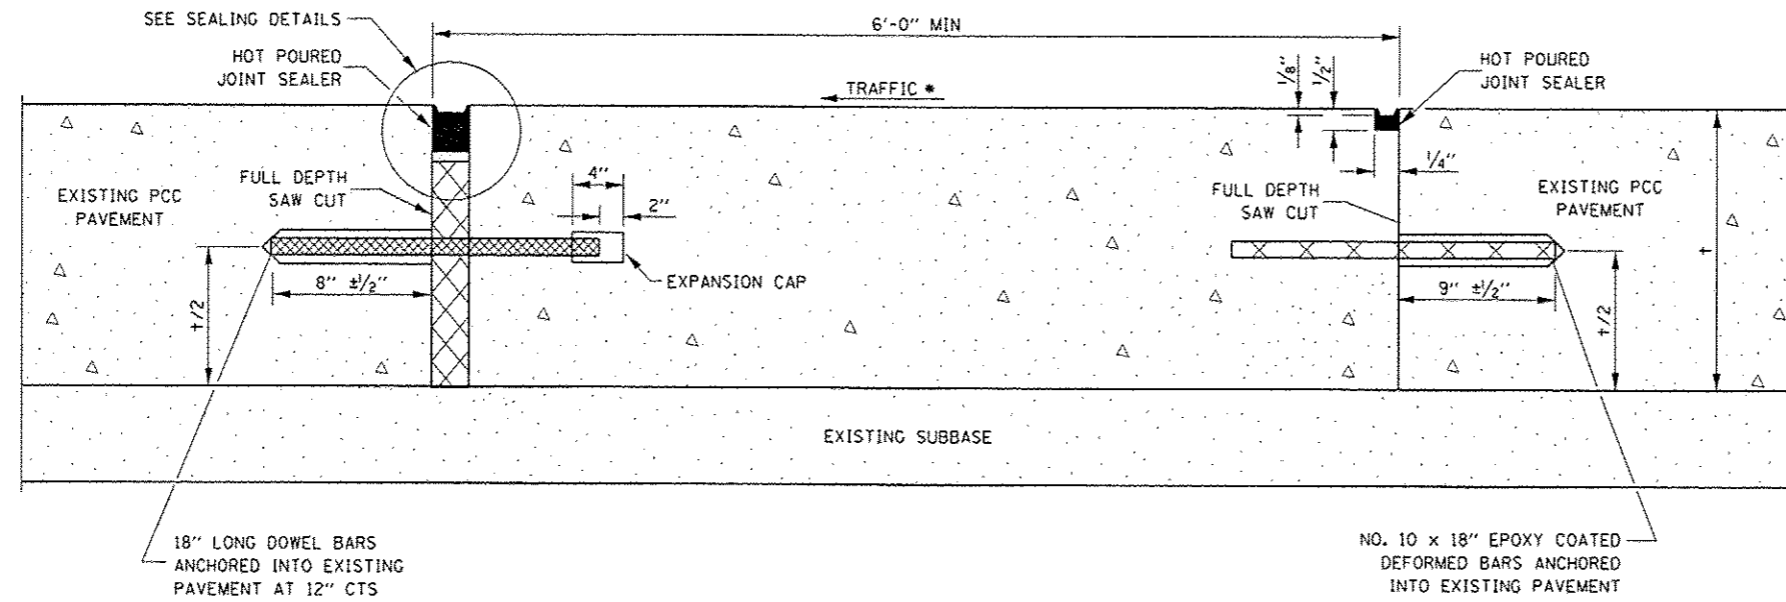 SEE SEALING DETAILS
HOT POURED
JOINT SEALER
6'-0" MIN
TRAFFIC *
1/8"
1/2"
HOT POURED
JOINT SEALER
1/4"
EXISTING PCC
PAVEMENT
FULL DEPTH
SAW CUT
4"
2"
FULL DEPTH
SAW CUT
EXISTING PCC
PAVEMENT
t
8" ±1/2"
EXPANSION CAP
9" ±1/2"
t/2
t/2
EXISTING SUBBASE
18" LONG DOWEL BARS
ANCHORED INTO EXISTING
PAVEMENT AT 12" CTS
NO. 10 x 18" EPOXY COATED
DEFORMED BARS ANCHORED
INTO EXISTING PAVEMENT